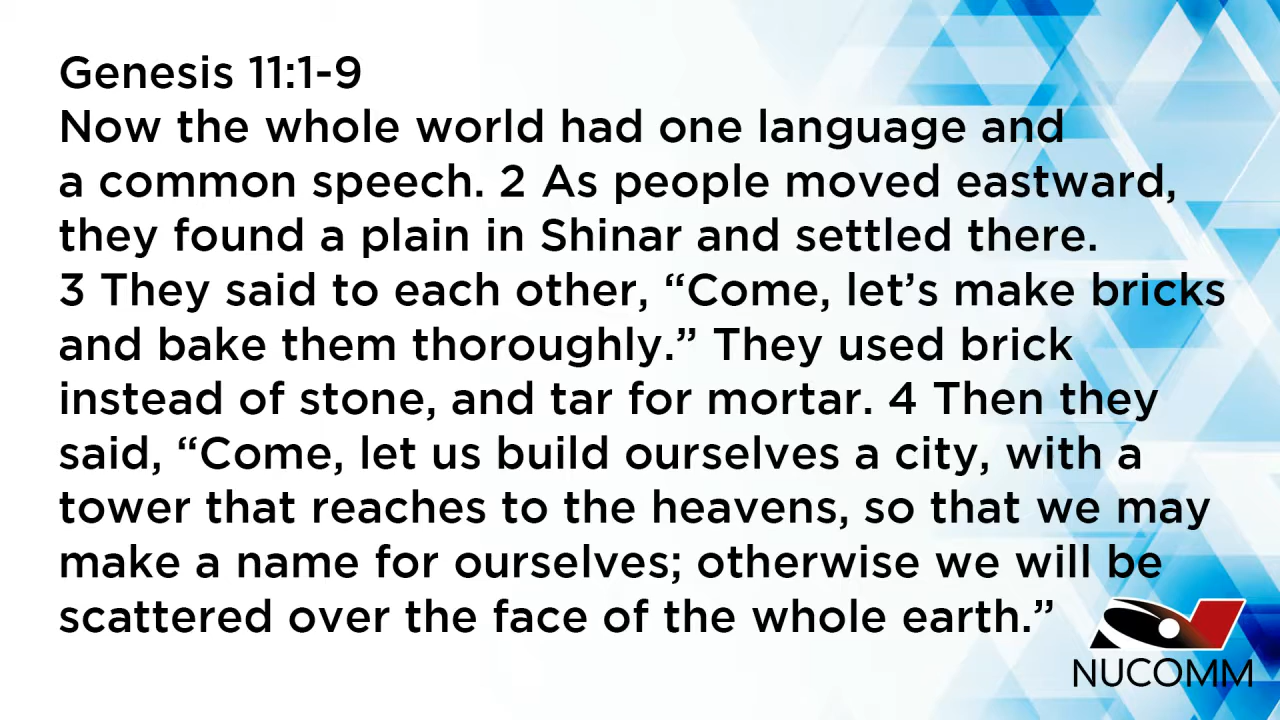 Genesis 11:1-9
Now the whole world had one language and
a common speech. 2 As people moved eastward,
they found a plain in Shinar and settled there.
3 They said to each other, “Come, let’s make bricks
and bake them thoroughly.” They used brick
instead of stone, and tar for mortar. 4 Then they
said, “Come, let us build ourselves a city, with a
tower that reaches to the heavens, so that we may
make a name for ourselves; otherwise we will be
scattered over the face of the whole earth.”
NUCOMM